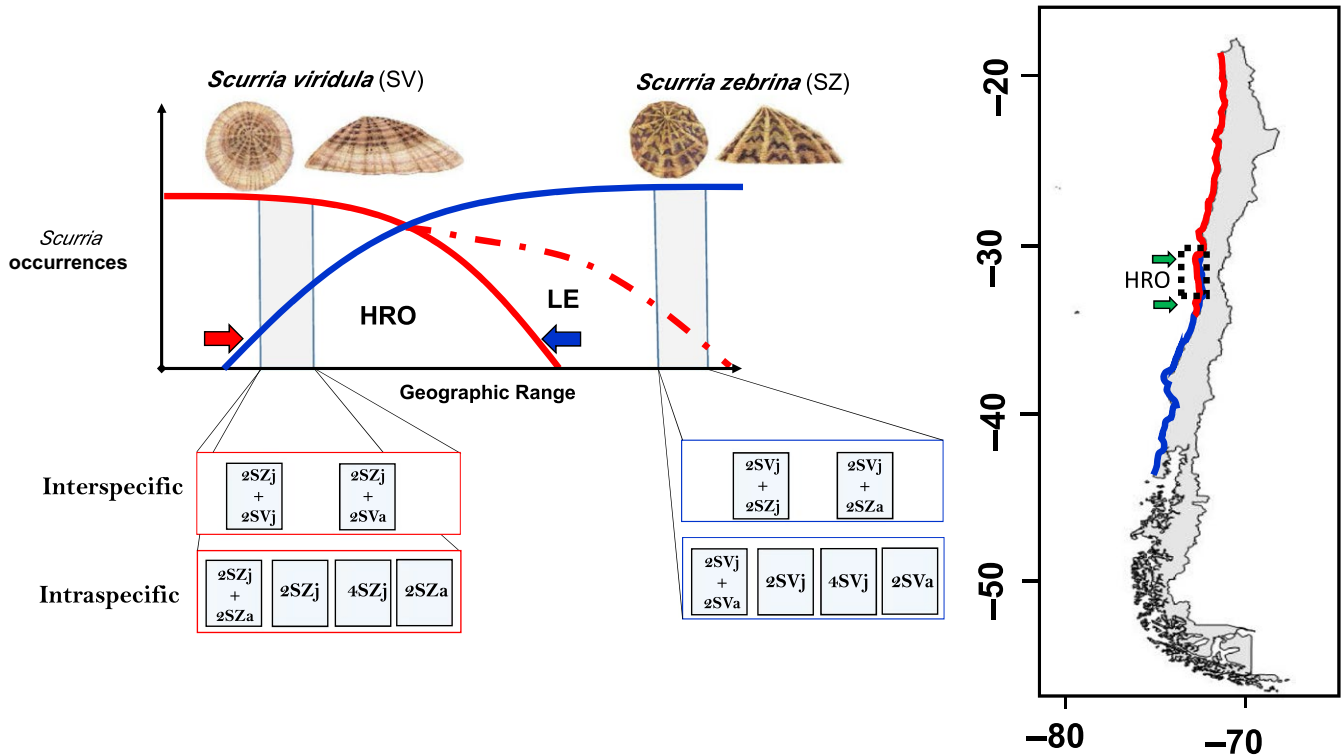 Scurria viridula (SV)
Scurria zebrina (SZ)
Scurria
occurrences
HRO
LE
Geographic Range
Interspecific
2SZj
+
2SVj
2SZj
+
2SVa
2SVj
+
2SZj
2SVj
+
2SZa
Intraspecific
2SZj
+
2SZa
2SZj
4SZj
2SZa
2SVj
+
2SVa
2SVj
4SVj
2SVa
−20
−30
HRO
−40
−50
−80
−70